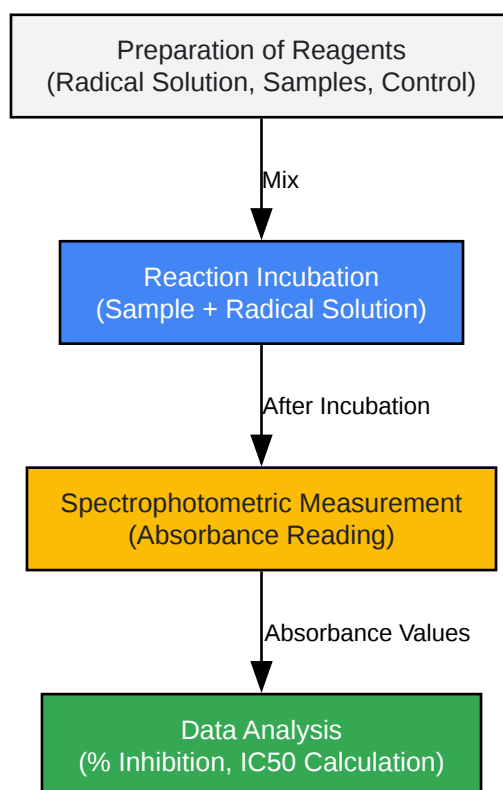 Preparation of Reagents
(Radical Solution, Samples, Control)
Mix
Reaction Incubation
(Sample + Radical Solution)
After Incubation
Spectrophotometric Measurement
(Absorbance Reading)
Absorbance Values
Data Analysis
(% Inhibition, IC50 Calculation)